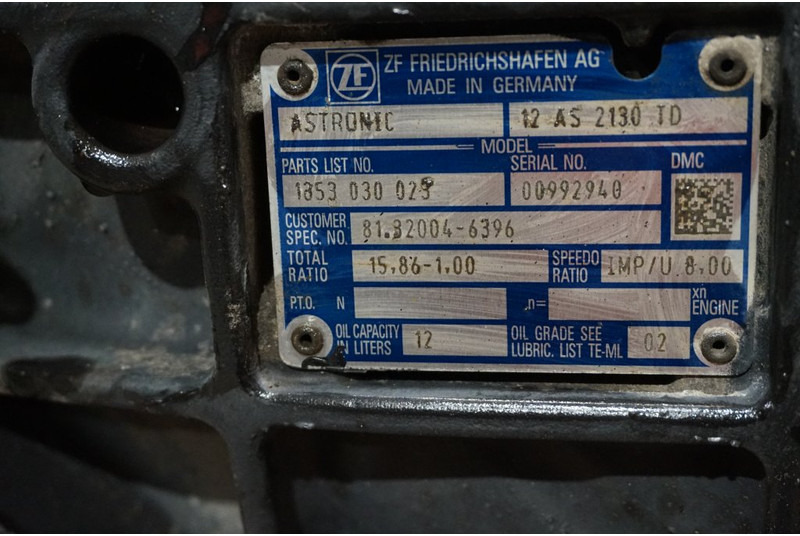 ZF ZF FRIEDRICHSHAFEN AG
MADE IN GERMANY
ASTRONIC 12 AS 2130 TD
MODEL
PARTS LIST NO. SERIAL NO. DMC
1353 030 023 00992940
CUSTOMER
SPEC. NO. 81.32004-6396
TOTAL
RATIO 15.86-1.00 SPEEDO
RATIO IMP/U 8.00
P.T.O. N n= xn
ENGINE
OIL CAPACITY
IN LITERS 12 OIL GRADE SEE
LUBRIC. LIST TE-ML 02